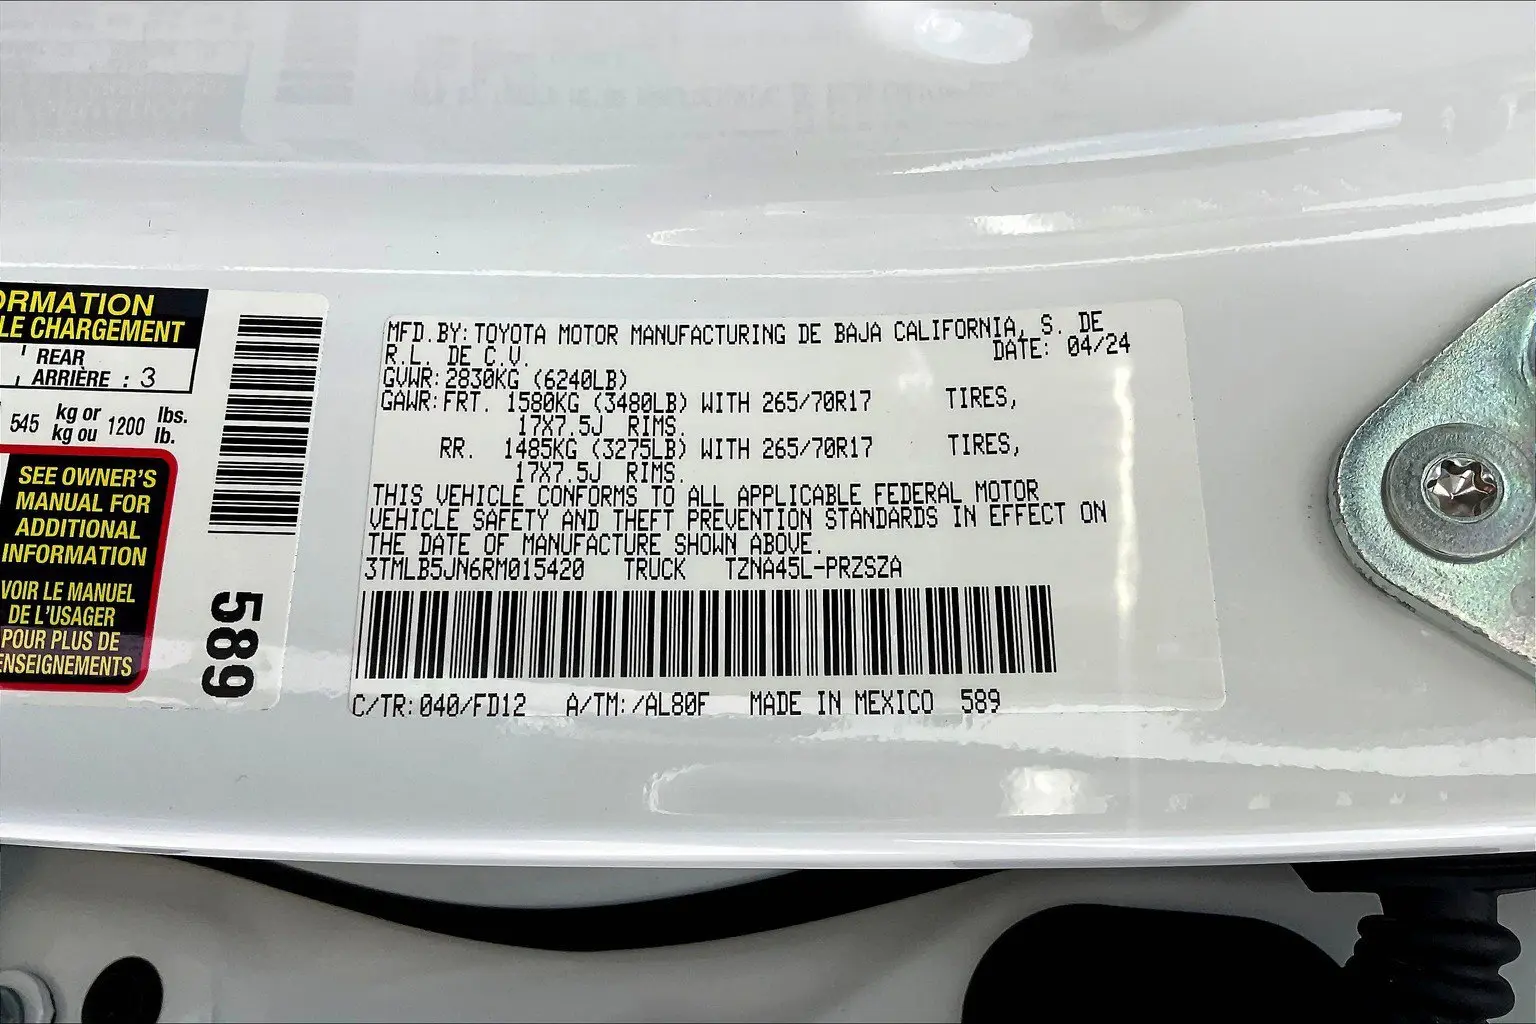 ORMATION
LE CHARGEMENT
REAR
ARRIÈRE : 3
545 kg or 1200 lbs.
kg ou lb.
SEE OWNER'S
MANUAL FOR
ADDITIONAL
INFORMATION
VOIR LE MANUEL
DE L'USAGER
POUR PLUS DE
ENSEIGNEMENTS
589
MFD.BY: TOYOTA MOTOR MANUFACTURING DE BAJA CALIFORNIA, S. DE
R.L. DE C.V. DATE: 04/24
GVWR: 2830KG (6240LB)
GAWR: FRT. 1580KG (3480LB) WITH 265/70R17 TIRES,
17X7.5J RIMS.
RR. 1485KG (3275LB) WITH 265/70R17 TIRES,
17X7.5J RIMS.
THIS VEHICLE CONFORMS TO ALL APPLICABLE FEDERAL MOTOR
VEHICLE SAFETY AND THEFT PREVENTION STANDARDS IN EFFECT ON
THE DATE OF MANUFACTURE SHOWN ABOVE.
3TMLB5JN6RM015420 TRUCK TZNA45L-PRZSZA
C/TR: 040/FD12 A/TM: /AL80F MADE IN MEXICO 589